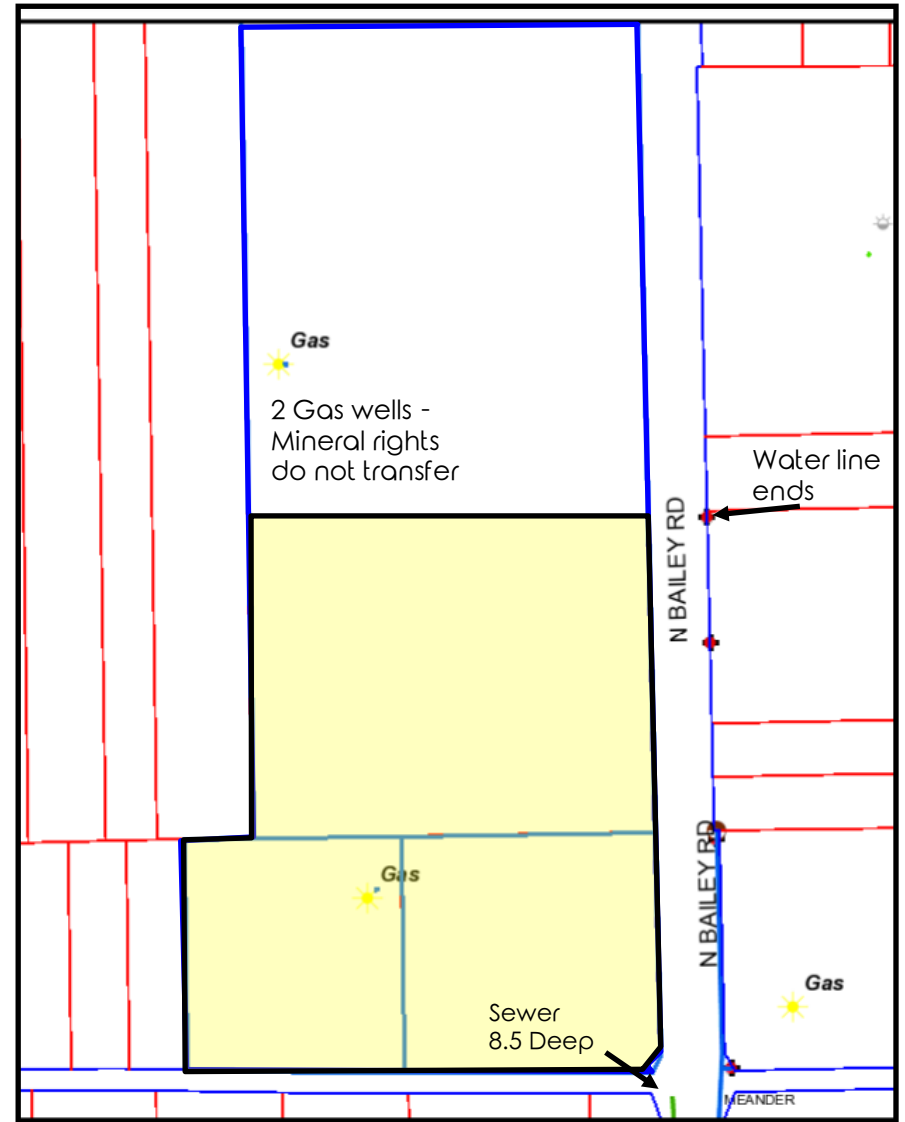 Gas
2 Gas wells -
Mineral rights
do not transfer
Water line
ends
N BAILEY RD
N BAILEY RD
Gas
Gas
Sewer
8.5 Deep
MEANDER